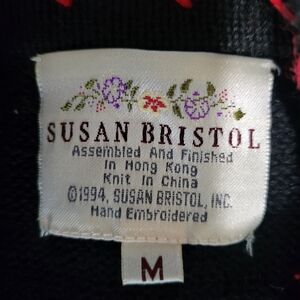 SUSAN BRISTOL
Assembled And Finished
In Hong Kong
Knit In China
©1994, SUSAN BRISTOL, INC.
Hand Embroidered
M